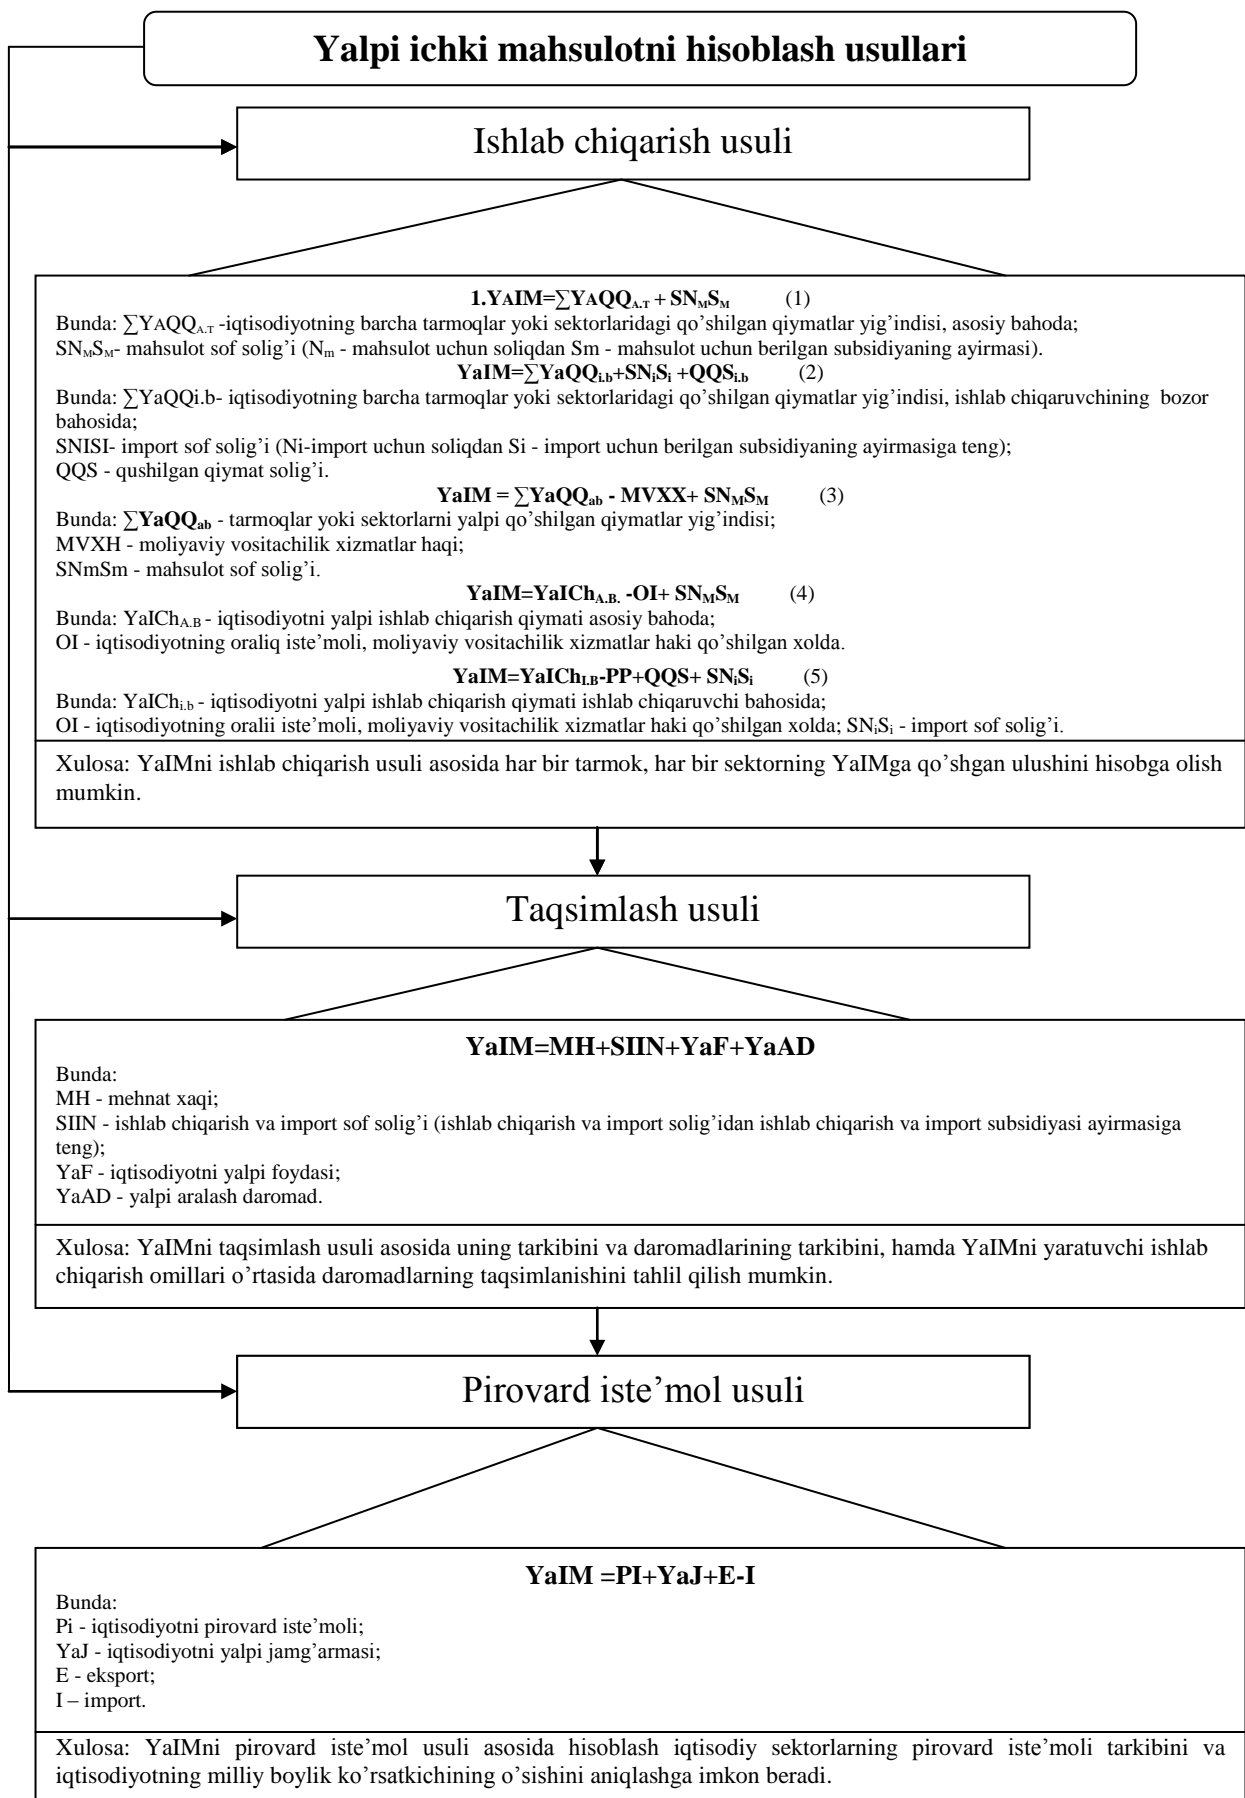 Yalpi ichki mahsulotni hisoblash usullari
Ishlab chiqarish usuli
1.YAIM=∑YAQQA.T + SNMSM (1)
Bunda: ∑YAQQA.T -iqtisodiyotning barcha tarmoqlar yoki sektorlaridagi qo’shilgan qiymatlar yig’indisi, asosiy bahoda;
SNMSM- mahsulot sof solig’i (Nm - mahsulot uchun soliqdan Sm - mahsulot uchun berilgan subsidiyaning ayirmasi).
YaIM=∑YaQQi.b+SNiSi +QQSi.b (2)
Bunda: ∑YaQQi.b- iqtisodiyotning barcha tarmoqlar yoki sektorlaridagi qo’shilgan qiymatlar yig’indisi, ishlab chiqaruvchining bozor
bahosida;
SNISI- import sof solig’i (Ni-import uchun soliqdan Si - import uchun berilgan subsidiyaning ayirmasiga teng);
QQS - qushilgan qiymat solig’i.
YaIM = ∑YaQQab - MVXX+ SNMSM (3)
Bunda: ∑YaQQab - tarmoqlar yoki sektorlarni yalpi qo’shilgan qiymatlar yig’indisi;
MVXH - moliyaviy vositachilik xizmatlar haqi;
SNmSm - mahsulot sof solig’i.
YaIM=YaIChA.B. -OI+ SNMSM (4)
Bunda: YaIChA.B - iqtisodiyotni yalpi ishlab chiqarish qiymati asosiy bahoda;
OI - iqtisodiyotning oraliq iste’moli, moliyaviy vositachilik xizmatlar haki qo’shilgan xolda.
YaIM=YaIChI.B-PP+QQS+ SNiSi (5)
Bunda: YaIChi.b - iqtisodiyotni yalpi ishlab chiqarish qiymati ishlab chiqaruvchi bahosida;
OI - iqtisodiyotning oralii iste’moli, moliyaviy vositachilik xizmatlar haki qo’shilgan xolda; SNiSi - import sof solig’i.
Xulosa: YaIMni ishlab chiqarish usuli asosida har bir tarmok, har bir sektorning YaIMga qo’shgan ulushini hisobga olish
mumkin.
Taqsimlash usuli
YaIM=MH+SIIN+YaF+YaAD
Bunda:
MH - mehnat xaqi;
SIIN - ishlab chiqarish va import sof solig’i (ishlab chiqarish va import solig’idan ishlab chiqarish va import subsidiyasi ayirmasiga
teng);
YaF - iqtisodiyotni yalpi foydasi;
YaAD - yalpi aralash daromad.
Xulosa: YaIMni taqsimlash usuli asosida uning tarkibini va daromadlarining tarkibini, hamda YaIMni yaratuvchi ishlab
chiqarish omillari o’rtasida daromadlarning taqsimlanishini tahlil qilish mumkin.
Pirovard iste’mol usuli
YaIM =PI+YaJ+E-I
Bunda:
Pi - iqtisodiyotni pirovard iste’moli;
YaJ - iqtisodiyotni yalpi jamg’armasi;
E - eksport;
I – import.
Xulosa: YaIMni pirovard iste’mol usuli asosida hisoblash iqtisodiy sektorlarning pirovard iste’moli tarkibini va
iqtisodiyotning milliy boylik ko’rsatkichining o’sishini aniqlashga imkon beradi.